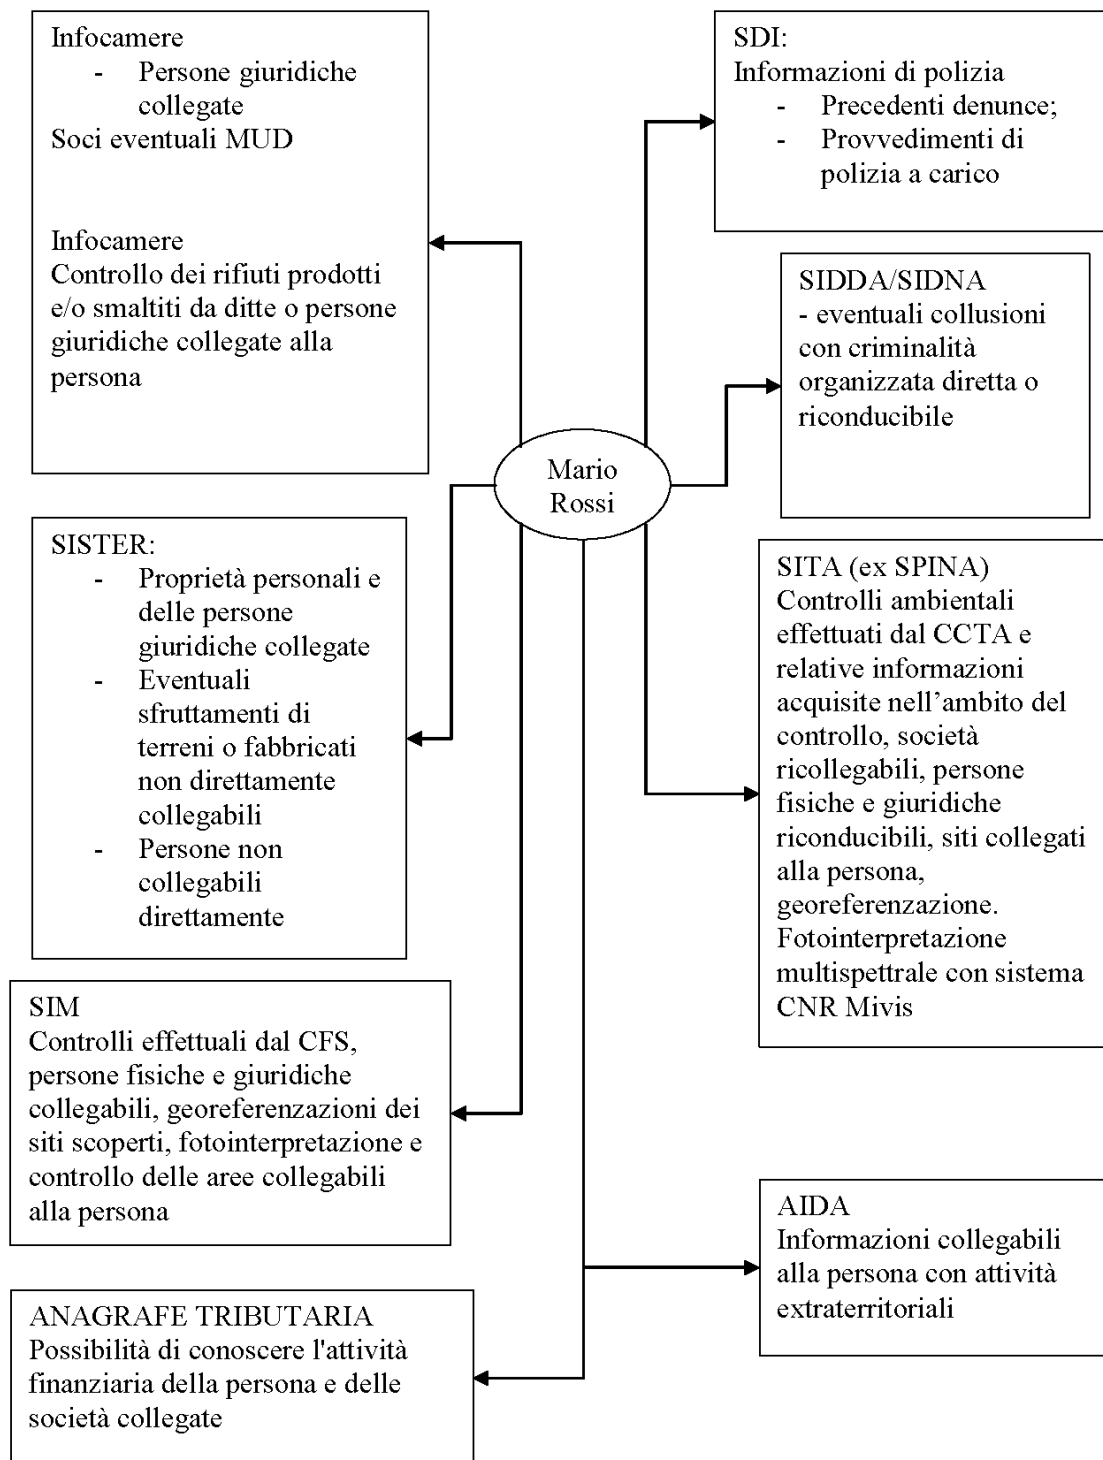 Infocamere
- Persone giuridiche
collegate
Soci eventuali MUD
Infocamere
Controllo dei rifiuti prodotti
e/o smaltiti da ditte o persone
giuridiche collegate alla
persona
SDI:
Informazioni di polizia
- Precedenti denunce;
- Provvedimenti di
polizia a carico
SIDDA/SIDNA
- eventuali collusioni
con criminalità
organizzata diretta o
riconducibile
Mario
Rossi
SISTER:
- Proprietà personali e
delle persone
giuridiche collegate
- Eventuali
sfruttamenti di
terreni o fabbricati
non direttamente
collegabili
- Persone non
collegabili
direttamente
SITA (ex SPINA)
Controlli ambientali
effettuati dal CCTA e
relative informazioni
acquisite nell’ambito del
controllo, società
ricollegabili, persone
fisiche e giuridiche
riconducibili, siti collegati
alla persona,
georeferenzazione.
Fotointerpretazione
multispettrale con sistema
CNR Mivis
SIM
Controlli effettuali dal CFS,
persone fisiche e giuridiche
collegabili, georeferenzazioni dei
siti scoperti, fotointerpretazione e
controllo delle aree collegabili
alla persona
AIDA
Informazioni collegabili
alla persona con attività
extraterritoriali
ANAGRAFE TRIBUTARIA
Possibilità di conoscere l'attività
finanziaria della persona e delle
società collegate